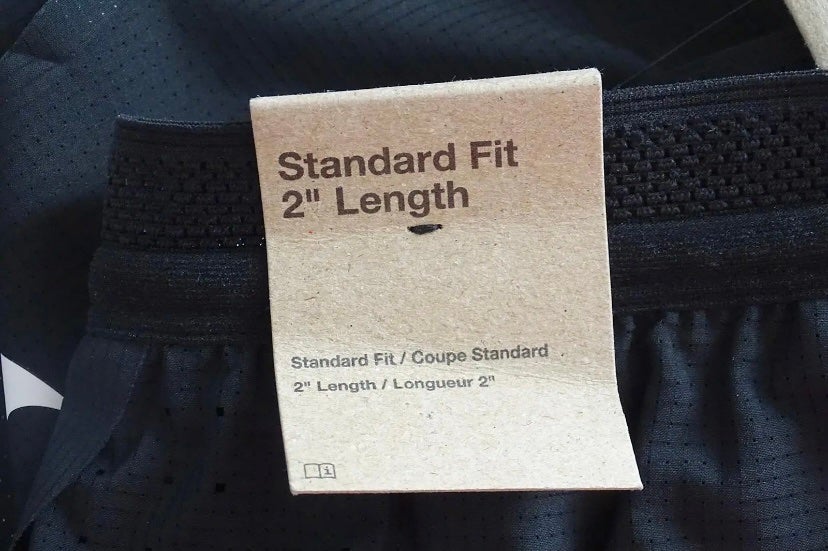 Standard Fit
2" Length
Standard Fit / Coupe Standard
2" Length / Longueur 2"
i